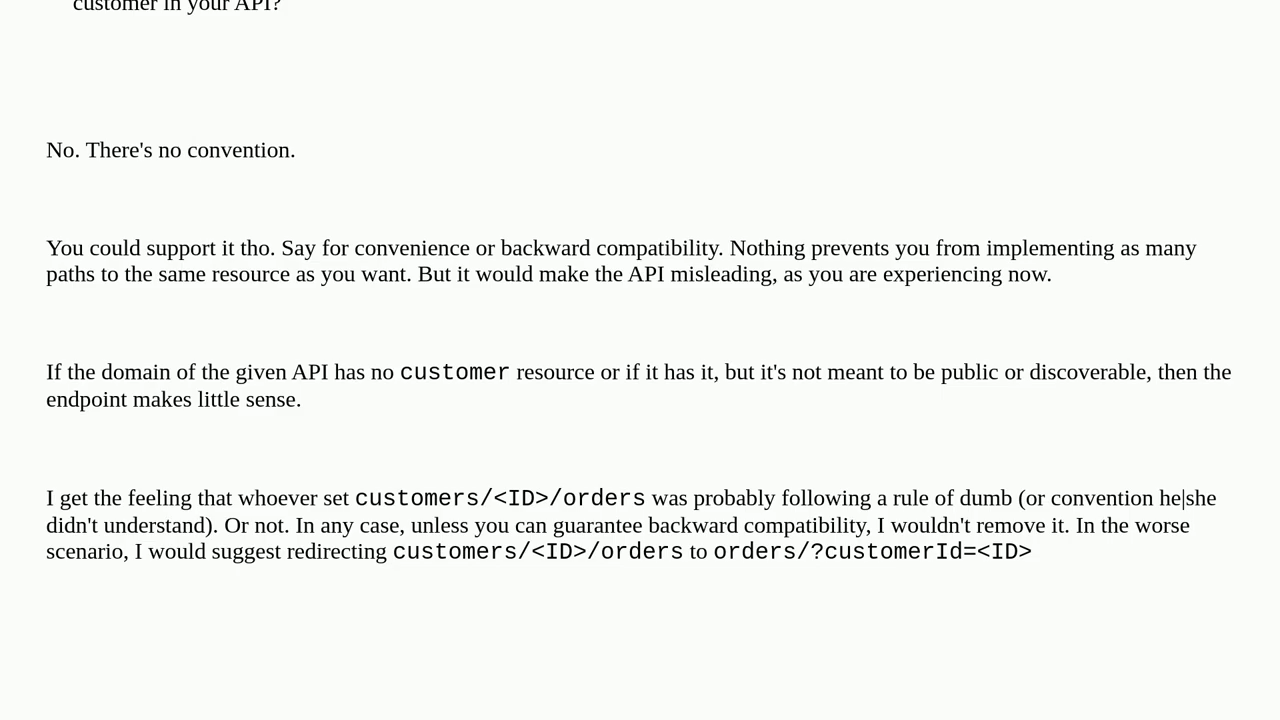 customer in your API?
No. There's no convention.
You could support it tho. Say for convenience or backward compatibility. Nothing prevents you from implementing as many
paths to the same resource as you want. But it would make the API misleading, as you are experiencing now.
If the domain of the given API has no customer resource or if it has it, but it's not meant to be public or discoverable, then the
endpoint makes little sense.
I get the feeling that whoever set customers/<ID>/orders was probably following a rule of dumb (or convention he|she
didn't understand). Or not. In any case, unless you can guarantee backward compatibility, I wouldn't remove it. In the worse
scenario, I would suggest redirecting customers/<ID>/orders to orders/?customerId=<ID>